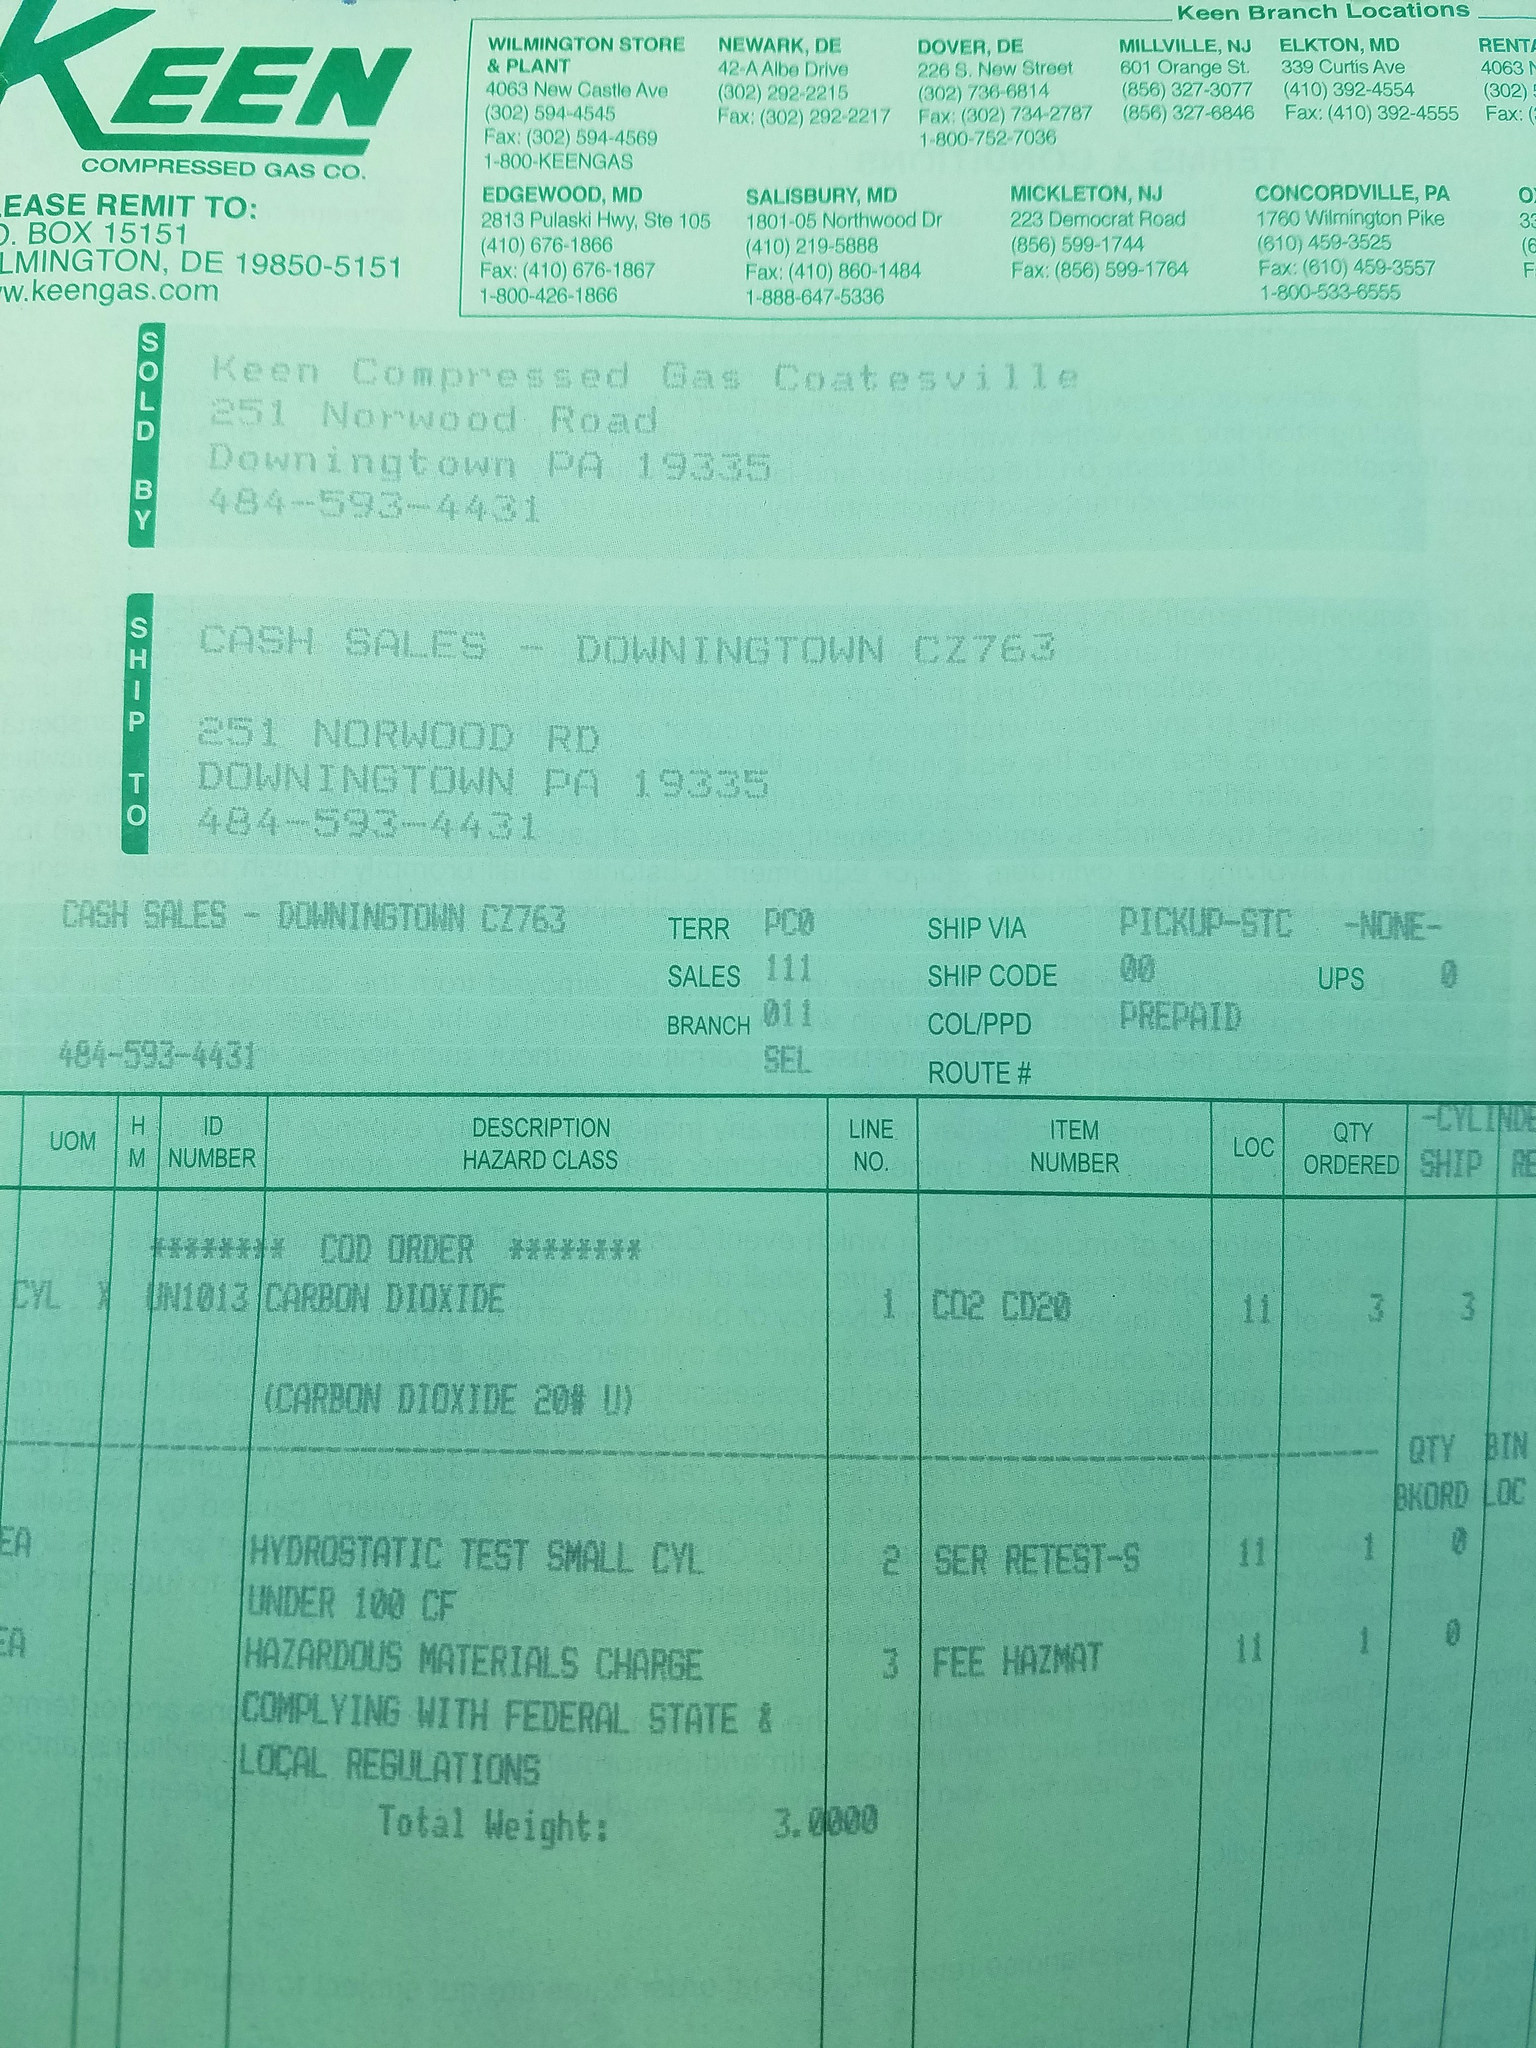 KEEN
COMPRESSED GAS CO.
LEASE REMIT TO:
O. BOX 15151
LMINGTON, DE 19850-5151
ww.keengas.com
Keen Branch Locations
WILMINGTON STORE
& PLANT
4063 New Castle Ave
(302) 594-4545
Fax: (302) 594-4569
1-800-KEENGAS
NEWARK, DE
42-A Albe Drive
(302) 292-2215
Fax: (302) 292-2217
DOVER, DE
226 S. New Street
(302) 736-6814
Fax: (302) 734-2787
1-800-752-7036
MILLVILLE, NJ
601 Orange St.
(856) 327-3077
(856) 327-6846
ELKTON, MD
339 Curtis Ave
(410) 392-4554
Fax: (410) 392-4555
RENTA
4063 N
(302) 5
Fax: (
EDGEWOOD, MD
2813 Pulaski Hwy, Ste 105
(410) 676-1866
Fax: (410) 676-1867
1-800-426-1866
SALISBURY, MD
1801-05 Northwood Dr
(410) 219-5888
Fax: (410) 860-1484
1-888-647-5336
MICKLETON, NJ
223 Democrat Road
(856) 599-1744
Fax: (856) 599-1764
CONCORDVILLE, PA
1760 Wilmington Pike
(610) 459-3525
Fax: (610) 459-3557
1-800-533-6555
SOLD BY
Keen Compressed Gas Coatesville
251 Norwood Road
Downingtown PA 19335
484-593-4431
SHIP TO
CASH SALES - DOWNINGTOWN CZ763
251 NORWOOD RD
DOWNINGTOWN PA 19335
484-593-4431
CASH SALES - DOWNINGTOWN CZ763 TERR PC0 SHIP VIA PICKUP-STC -NONE-
SALES 111 SHIP CODE 00 UPS 0
BRANCH 011 COL/PPD PREPAID
484-593-4431 SEL ROUTE #
UOM HM ID NUMBER DESCRIPTION HAZARD CLASS LINE NO. ITEM NUMBER LOC QTY ORDERED -CYLINDE SHIP RE
******** COD ORDER ********
CYL X UN1013 CARBON DIOXIDE 1 CO2 CD20 11 3 3
(CARBON DIOXIDE 20# U)
QTY BIN
BKORD LOC
EA HYDROSTATIC TEST SMALL CYL 2 SER RETEST-S 11 1 0
UNDER 100 CF
EA HAZARDOUS MATERIALS CHARGE 3 FEE HAZMAT 11 1 0
COMPLYING WITH FEDERAL STATE &
LOCAL REGULATIONS
Total Weight: 3.0000